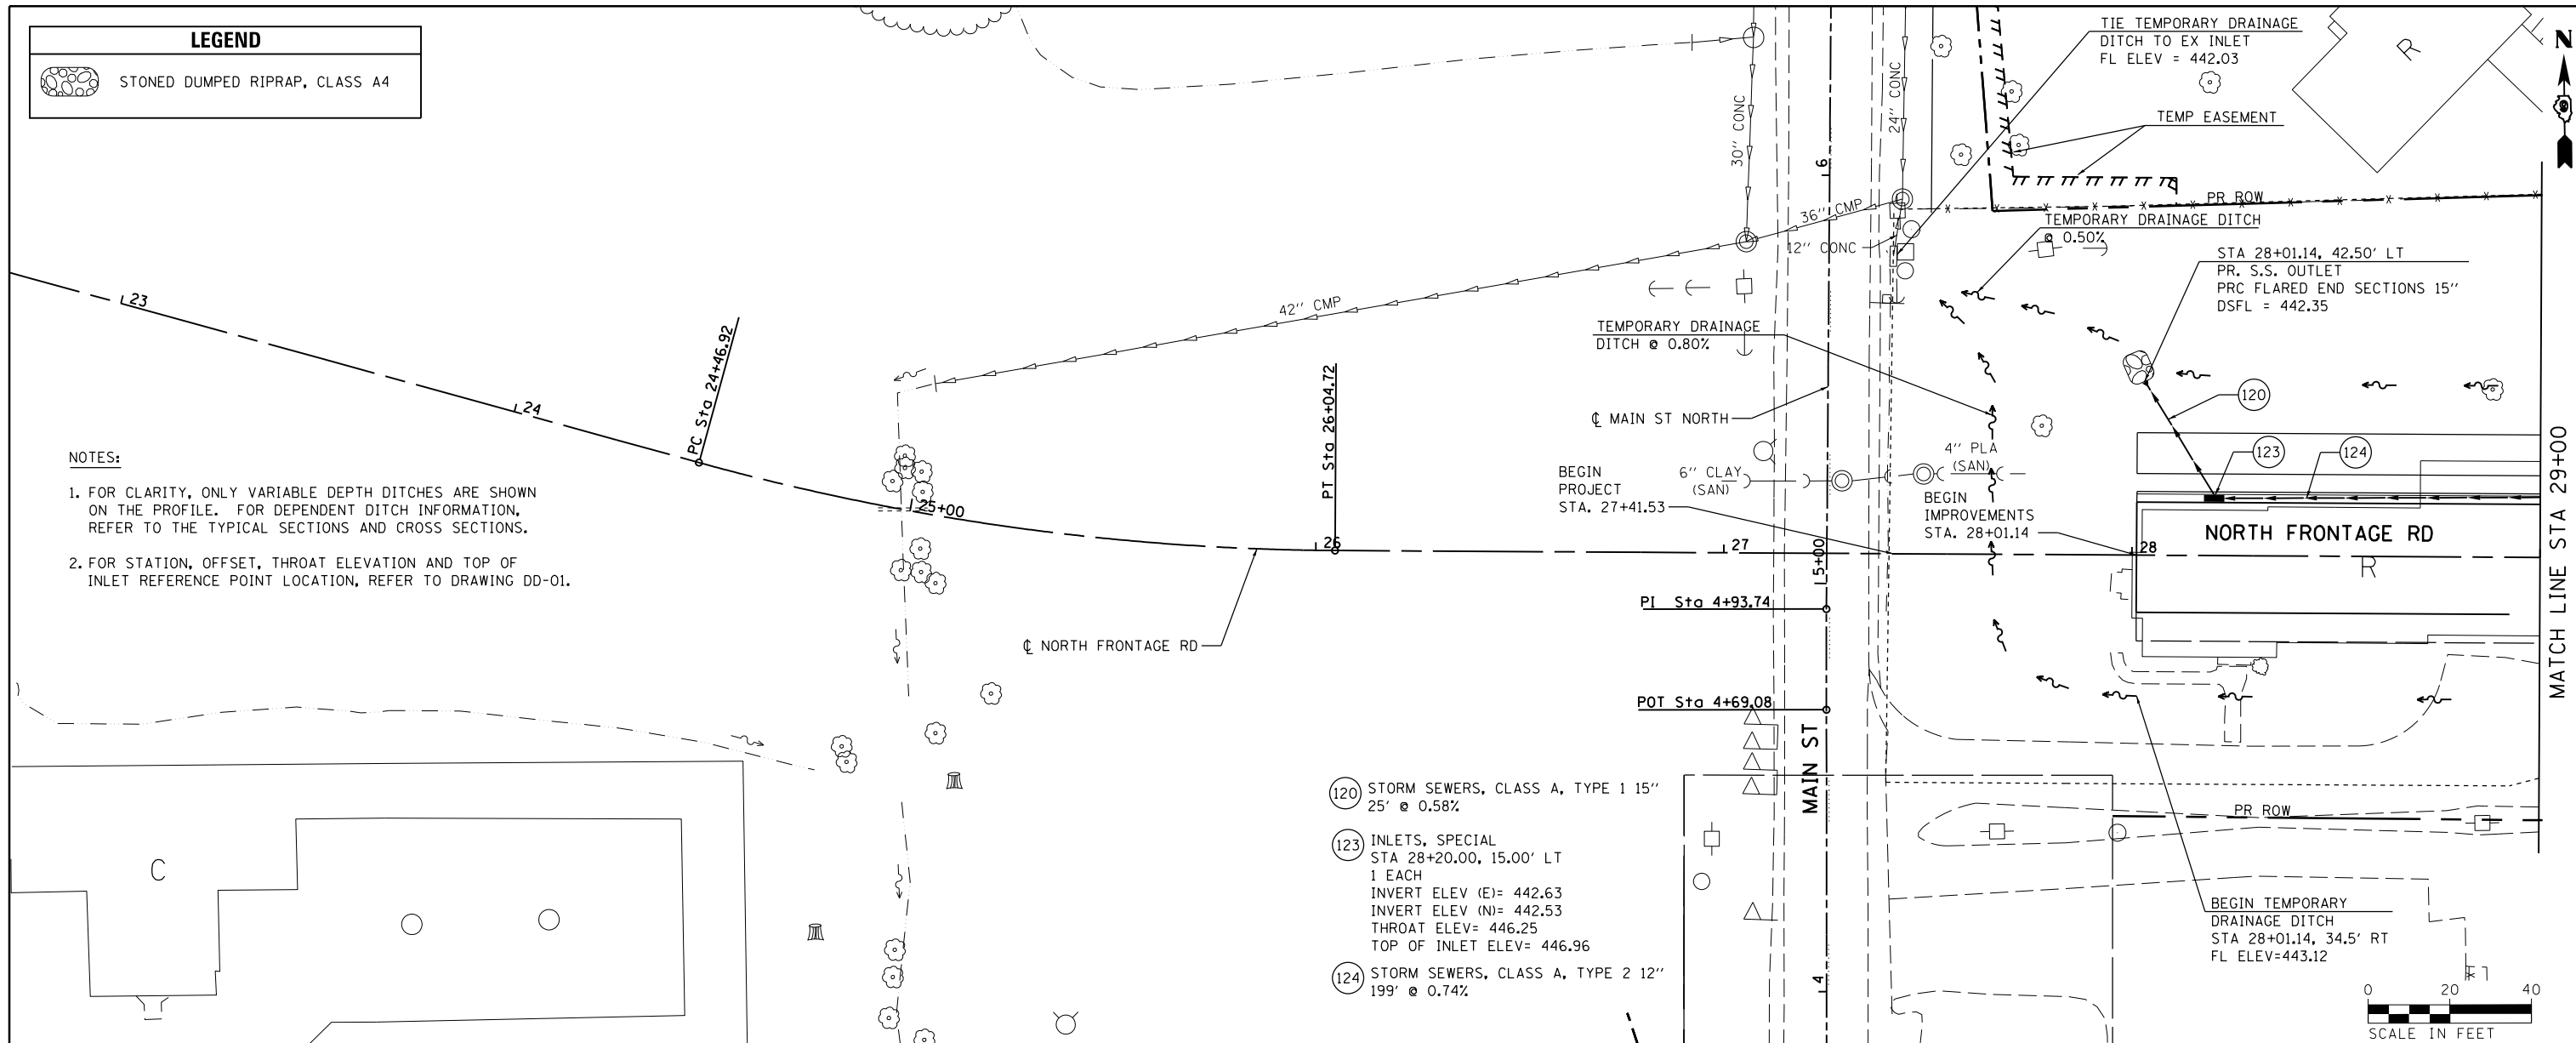 LEGEND
STONED DUMPED RIPRAP, CLASS A4
TIE TEMPORARY DRAINAGE
DITCH TO EX INLET
FL ELEV = 442.03
R
N
TEMP EASEMENT
30'' CONC
24'' CONC
6
36'' CMP
12'' CONC
PR ROW
TEMPORARY DRAINAGE DITCH
@ 0.50%
STA 28+01.14, 42.50' LT
PR. S.S. OUTLET
PRC FLARED END SECTIONS 15''
DSFL = 442.35
23
42'' CMP
TEMPORARY DRAINAGE
DITCH @ 0.80%
PC Sta 24+46.92
PT Sta 26+04.72
24
℄ MAIN ST NORTH
120
123
124
4'' PLA
(SAN)
6'' CLAY
(SAN)
BEGIN
PROJECT
STA. 27+41.53
BEGIN
IMPROVEMENTS
STA. 28+01.14
NOTES:
1. FOR CLARITY, ONLY VARIABLE DEPTH DITCHES ARE SHOWN
ON THE PROFILE.  FOR DEPENDENT DITCH INFORMATION,
REFER TO THE TYPICAL SECTIONS AND CROSS SECTIONS.
2. FOR STATION, OFFSET, THROAT ELEVATION AND TOP OF
INLET REFERENCE POINT LOCATION, REFER TO DRAWING DD-01.
25+00
26
27
5+00
28
NORTH FRONTAGE RD
R
MATCH LINE STA 29+00
PI  Sta 4+93.74
℄ NORTH FRONTAGE RD
POT Sta 4+69.08
MAIN ST
120 STORM SEWERS, CLASS A, TYPE 1 15''
25' @ 0.58%
123 INLETS, SPECIAL
STA 28+20.00, 15.00' LT
1 EACH
INVERT ELEV (E)= 442.63
INVERT ELEV (N)= 442.53
THROAT ELEV= 446.25
TOP OF INLET ELEV= 446.96
124 STORM SEWERS, CLASS A, TYPE 2 12''
199' @ 0.74%
4
PR ROW
C
BEGIN TEMPORARY
DRAINAGE DITCH
STA 28+01.14, 34.5' RT
FL ELEV=443.12
0 20 40
SCALE IN FEET